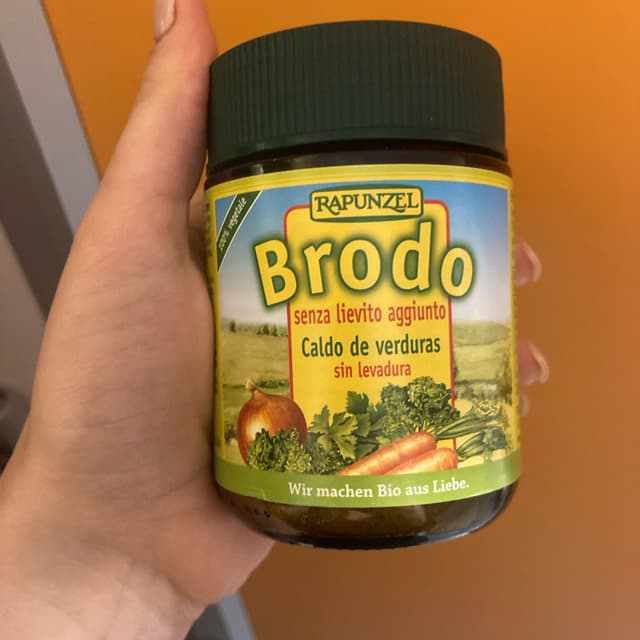 100% vegetale
RAPUNZEL
Brodo
senza lievito aggiunto
Caldo de verduras
sin levadura
Wir machen Bio aus Liebe.